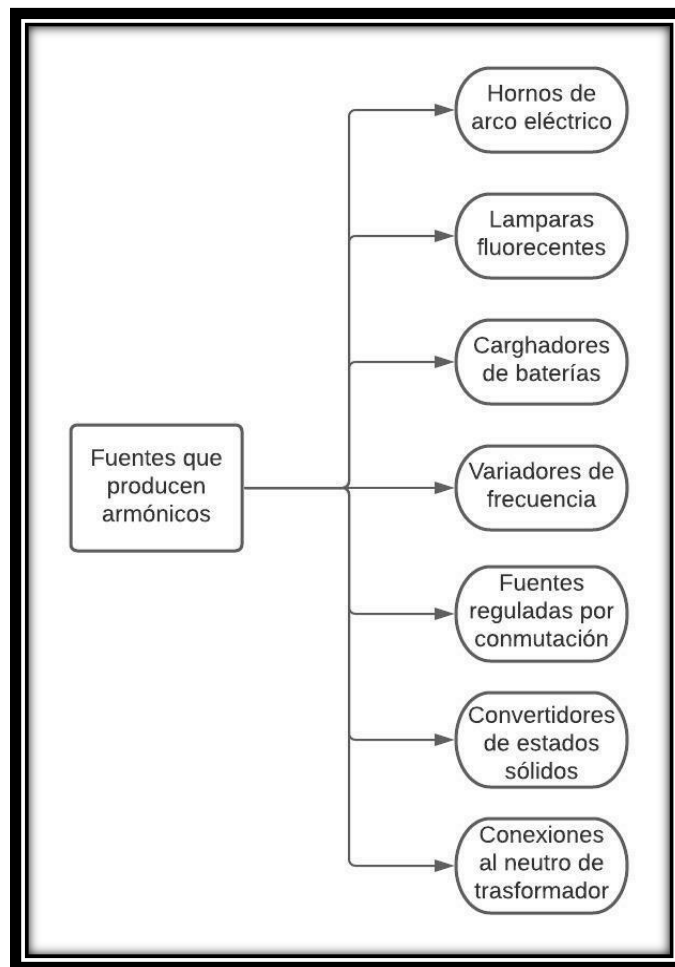 Hornos de
arco eléctrico
Lamparas
fluorecentes
Carghadores
de baterías
Fuentes que
producen
armónicos
Variadores de
frecuencia
Fuentes
reguladas por
conmutación
Convertidores
de estados
sólidos
Conexiones
al neutro de
trasformador